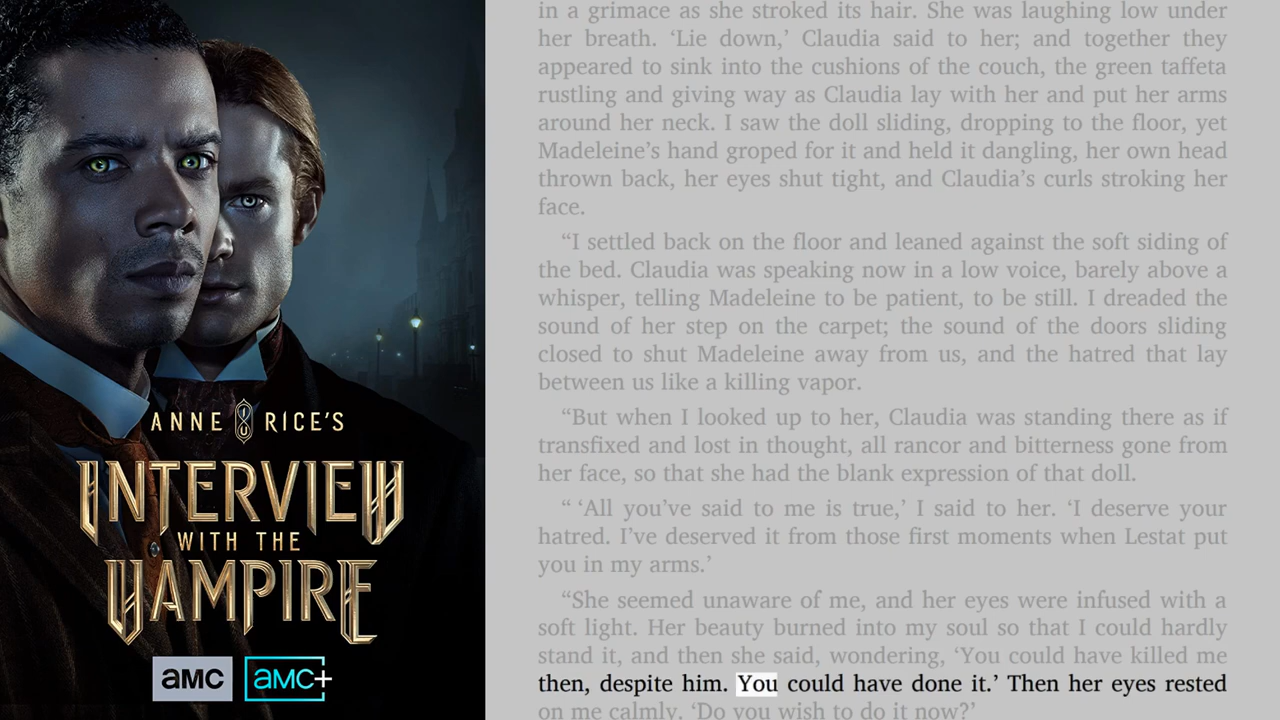 ANNE RICE'S
INTERVIEW
WITH THE
VAMPIRE
aMC
aMC+
in a grimace as she stroked its hair. She was laughing low under
her breath. ‘Lie down,’ Claudia said to her; and together they
appeared to sink into the cushions of the couch, the green taffeta
rustling and giving way as Claudia lay with her and put her arms
around her neck. I saw the doll sliding, dropping to the floor, yet
Madeleine’s hand groped for it and held it dangling, her own head
thrown back, her eyes shut tight, and Claudia’s curls stroking her
face.
“I settled back on the floor and leaned against the soft siding of
the bed. Claudia was speaking now in a low voice, barely above a
whisper, telling Madeleine to be patient, to be still. I dreaded the
sound of her step on the carpet; the sound of the doors sliding
closed to shut Madeleine away from us, and the hatred that lay
between us like a killing vapor.
“But when I looked up to her, Claudia was standing there as if
transfixed and lost in thought, all rancor and bitterness gone from
her face, so that she had the blank expression of that doll.
“ ‘All you’ve said to me is true,’ I said to her. ‘I deserve your
hatred. I’ve deserved it from those first moments when Lestat put
you in my arms.’
“She seemed unaware of me, and her eyes were infused with a
soft light. Her beauty burned into my soul so that I could hardly
stand it, and then she said, wondering, ‘You could have killed me
then, despite him. You could have done it.’ Then her eyes rested
on me calmly. ‘Do you wish to do it now?’